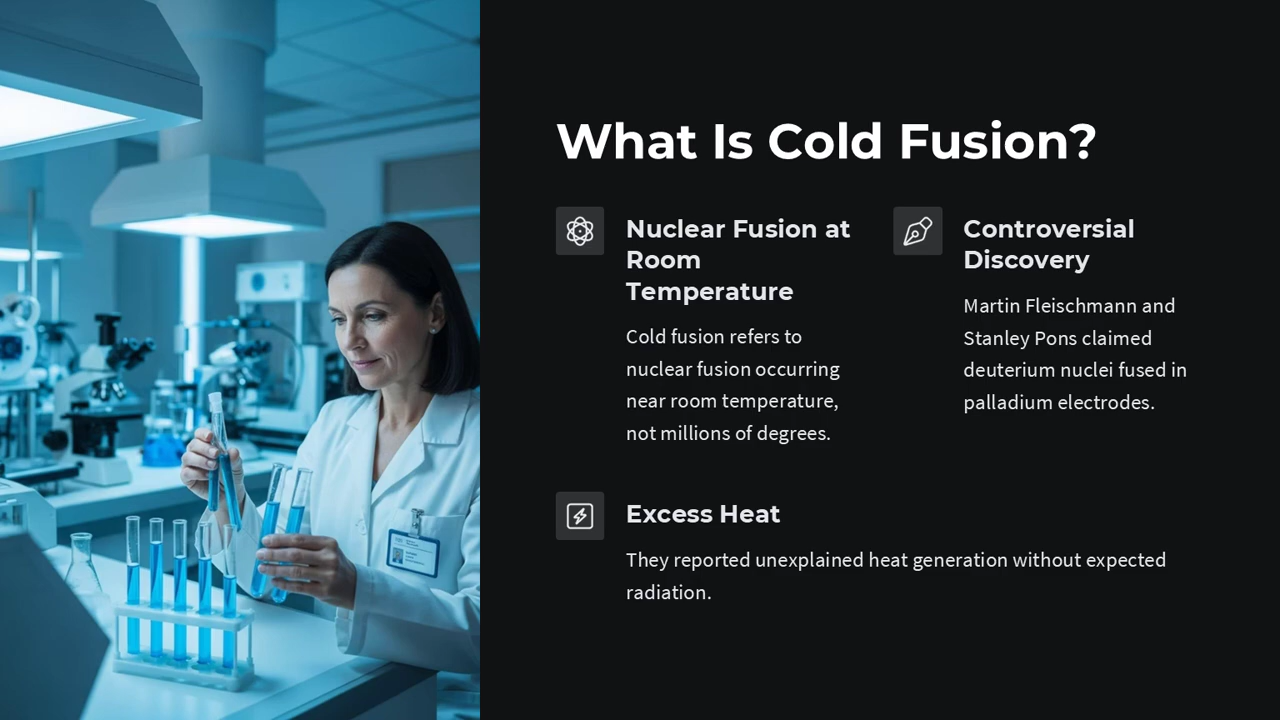 What Is Cold Fusion?
Nuclear Fusion at
Room
Temperature
Cold fusion refers to
nuclear fusion occurring
near room temperature,
not millions of degrees.
Controversial
Discovery
Martin Fleischmann and
Stanley Pons claimed
deuterium nuclei fused in
palladium electrodes.
Excess Heat
They reported unexplained heat generation without expected
radiation.